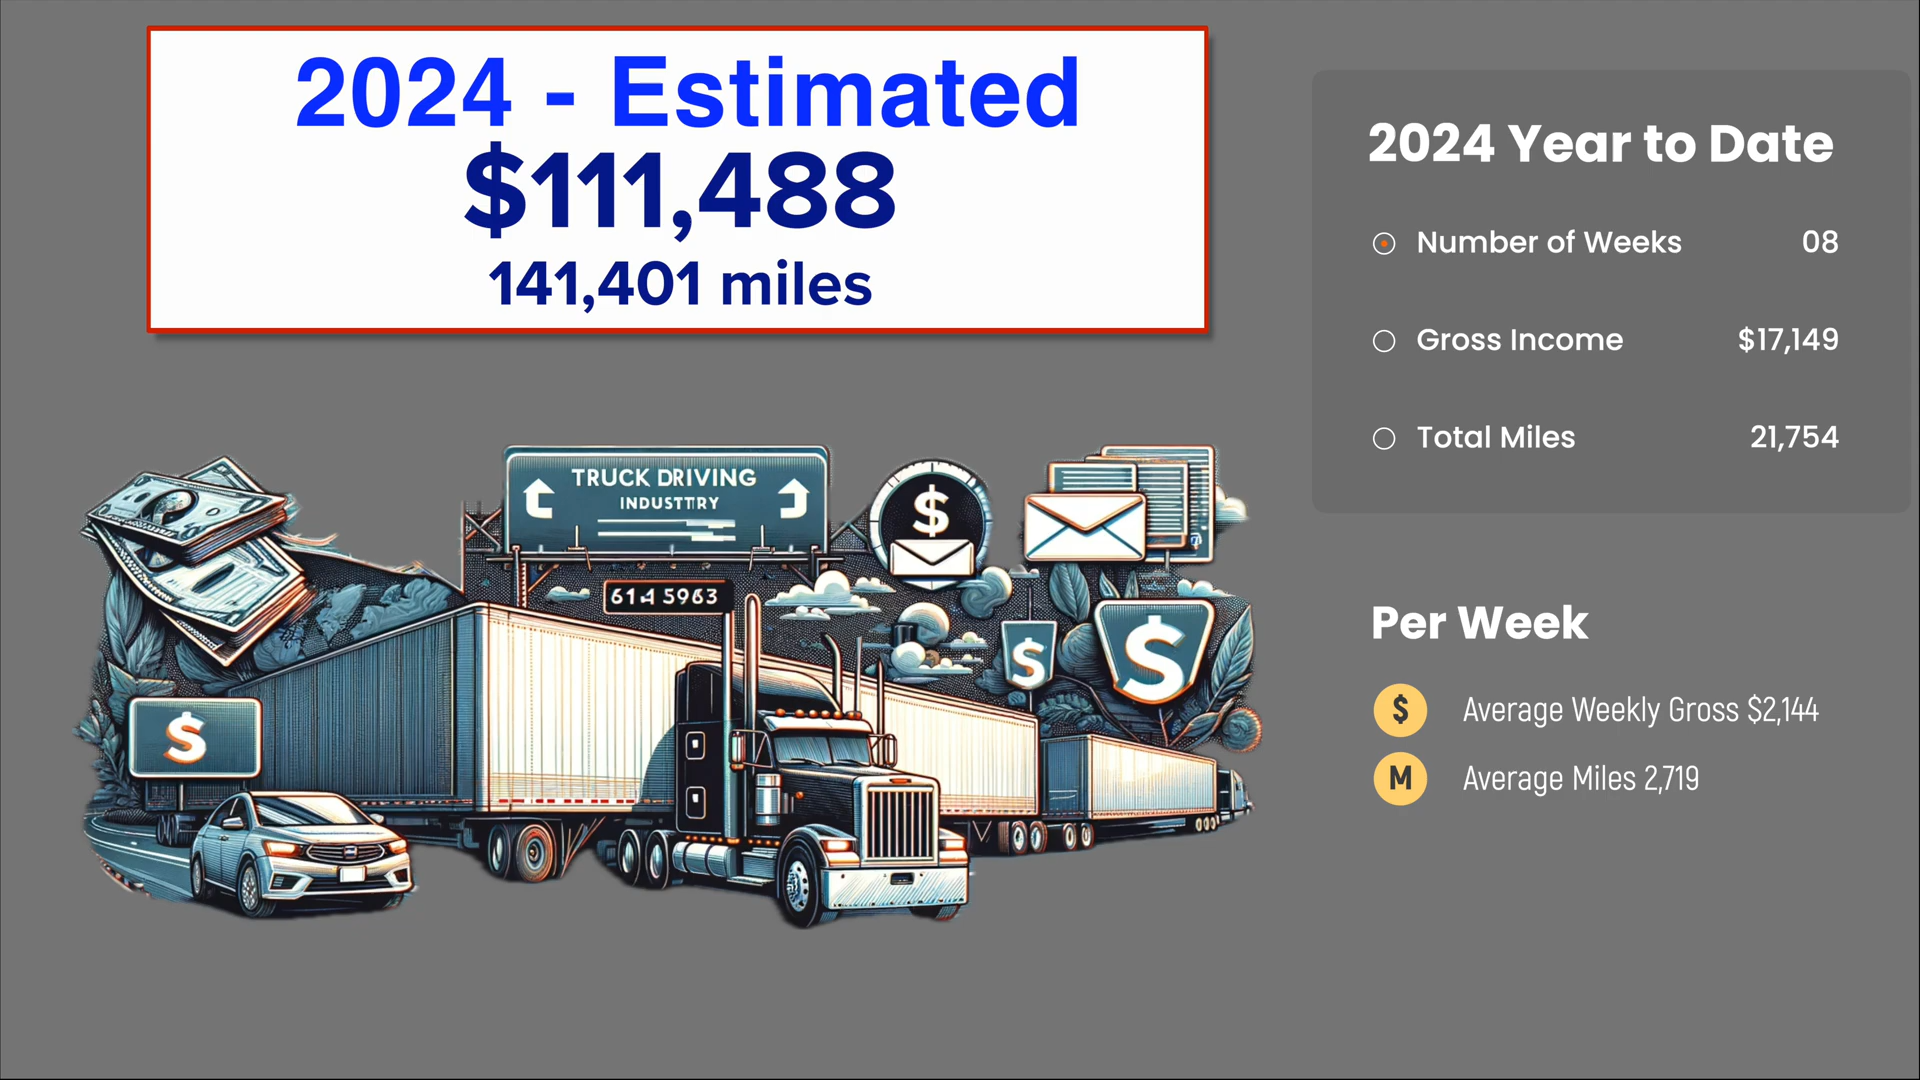 2024 - Estimated
$111,488
141,401 miles
2024 Year to Date
Number of Weeks 08
Gross Income $17,149
Total Miles 21,754
Per Week
$ Average Weekly Gross $2,144
M Average Miles 2,719
TRUCK DRIVING
INDUSTTRY
$
614 5963
$
$
$